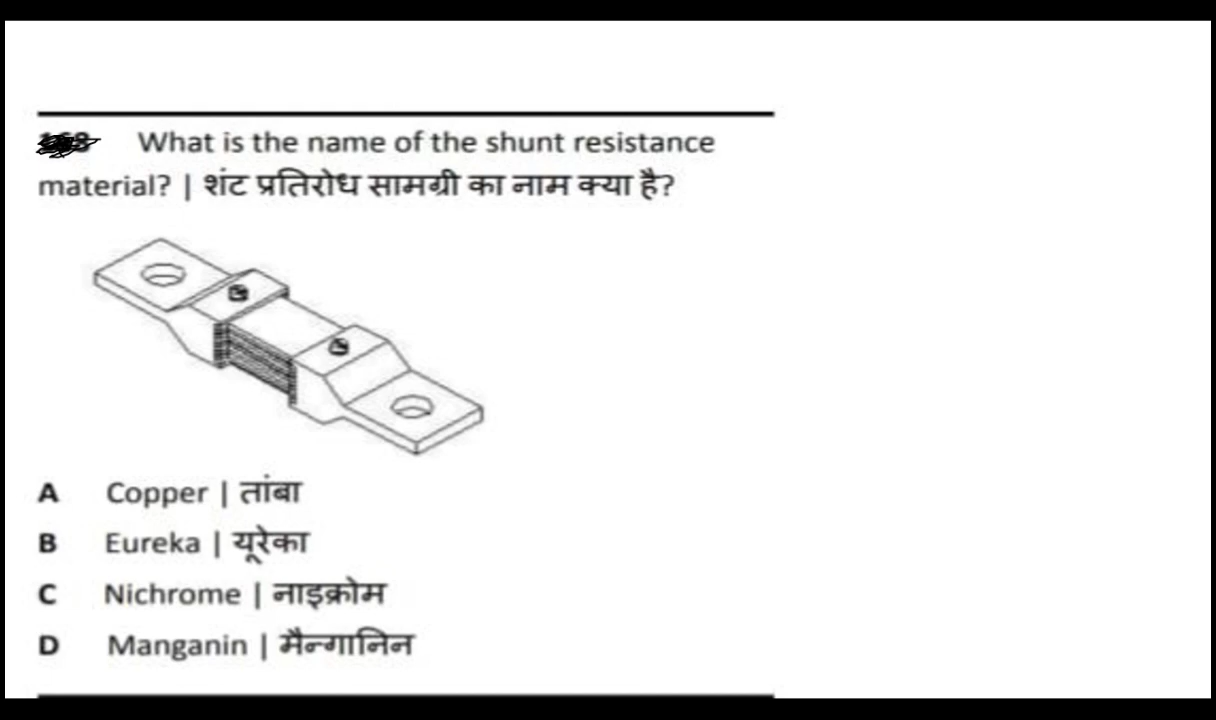 What is the name of the shunt resistance
material? | शंट प्रतिरोध सामग्री का नाम क्या है?
A Copper | तांबा
B Eureka | यूरेका
C Nichrome | नाइक्रोम
D Manganin | मैन्गानिन